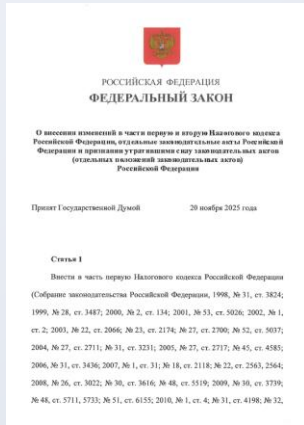 РОССИЙСКАЯ ФЕДЕРАЦИЯ
ФЕДЕРАЛЬНЫЙ ЗАКОН
О внесении изменений в части первую и вторую Налогового кодекса
Российской Федерации, отдельные законодательные акты Российской
Федерации и признании утратившими силу законодательных актов
(отдельных положений законодательных актов)
Российской Федерации
Принят Государственной Думой
20 ноября 2025 года
Статья 1
Внести в часть первую Налогового кодекса Российской Федерации
(Собрание законодательства Российской Федерации, 1998, № 31, ст. 3824;
1999, № 28, ст. 3487; 2000, № 2, ст. 134; 2001, № 53, ст. 5026; 2002, № 1,
ст. 2; 2003, № 22, ст. 2066; № 23, ст. 2174; № 27, ст. 2700; № 52, ст. 5037;
2004, № 27, ст. 2711; № 31, ст. 3231; 2005, № 27, ст. 2717; № 45, ст. 4585;
2006, № 31, ст. 3436; 2007, № 1, ст. 31; № 18, ст. 2118; № 22, ст. 2563, 2564;
2008, № 26, ст. 3022; № 30, ст. 3616; № 48, ст. 5519; 2009, № 30, ст. 3739;
№ 48, ст. 5711, 5733; № 51, ст. 6155; 2010, № 1, ст. 4; № 31, ст. 4198; № 32,